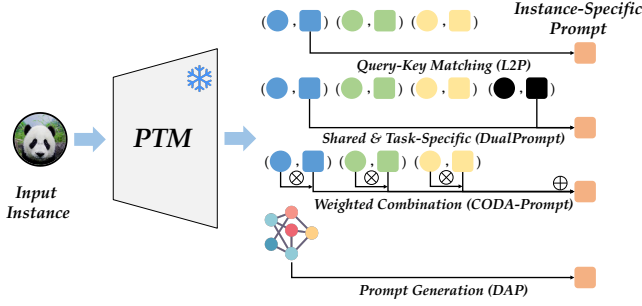 Instance-Specific
Prompt
( , ) ( , ) ( , )
Query-Key Matching (L2P)
( , ) ( , ) ( , ) ( , )
PTM
Shared & Task-Specific (DualPrompt)
Input
Instance
( , ) ( , ) ( , )
Weighted Combination (CODA-Prompt)
Prompt Generation (DAP)